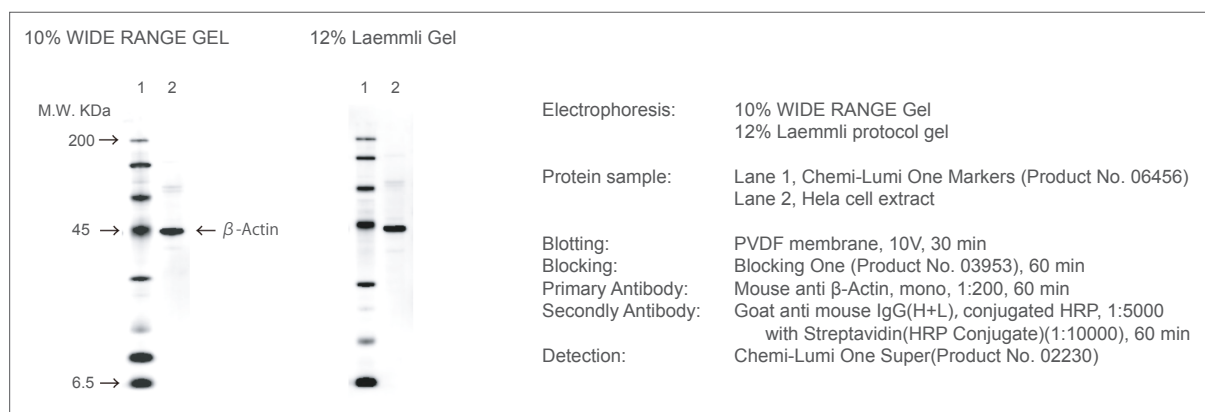 10% WIDE RANGE GEL
12% Laemmli Gel
1 2
1 2
M.W. KDa
200 →
45 →
← β-Actin
6.5 →
Electrophoresis: 10% WIDE RANGE Gel
12% Laemmli protocol gel
Protein sample: Lane 1, Chemi-Lumi One Markers (Product No. 06456)
Lane 2, Hela cell extract
Blotting: PVDF membrane, 10V, 30 min
Blocking: Blocking One (Product No. 03953), 60 min
Primary Antibody: Mouse anti β-Actin, mono, 1:200, 60 min
Secondly Antibody: Goat anti mouse IgG(H+L), conjugated HRP, 1:5000
with Streptavidin(HRP Conjugate)(1:10000), 60 min
Detection: Chemi-Lumi One Super(Product No. 02230)